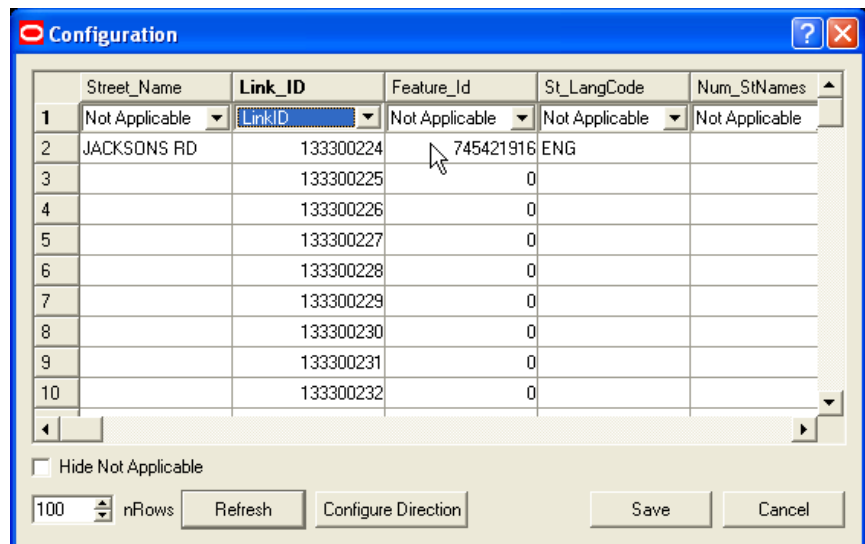 Configuration
Street_Name Link_ID Feature_Id St_LangCode Num_StNames
1 Not Applicable LinkID Not Applicable Not Applicable Not Applicable
2 JACKSONS RD 133300224 745421916 ENG
3 133300225 0
4 133300226 0
5 133300227 0
6 133300228 0
7 133300229 0
8 133300230 0
9 133300231 0
10 133300232 0
Hide Not Applicable
100 nRows Refresh Configure Direction Save Cancel